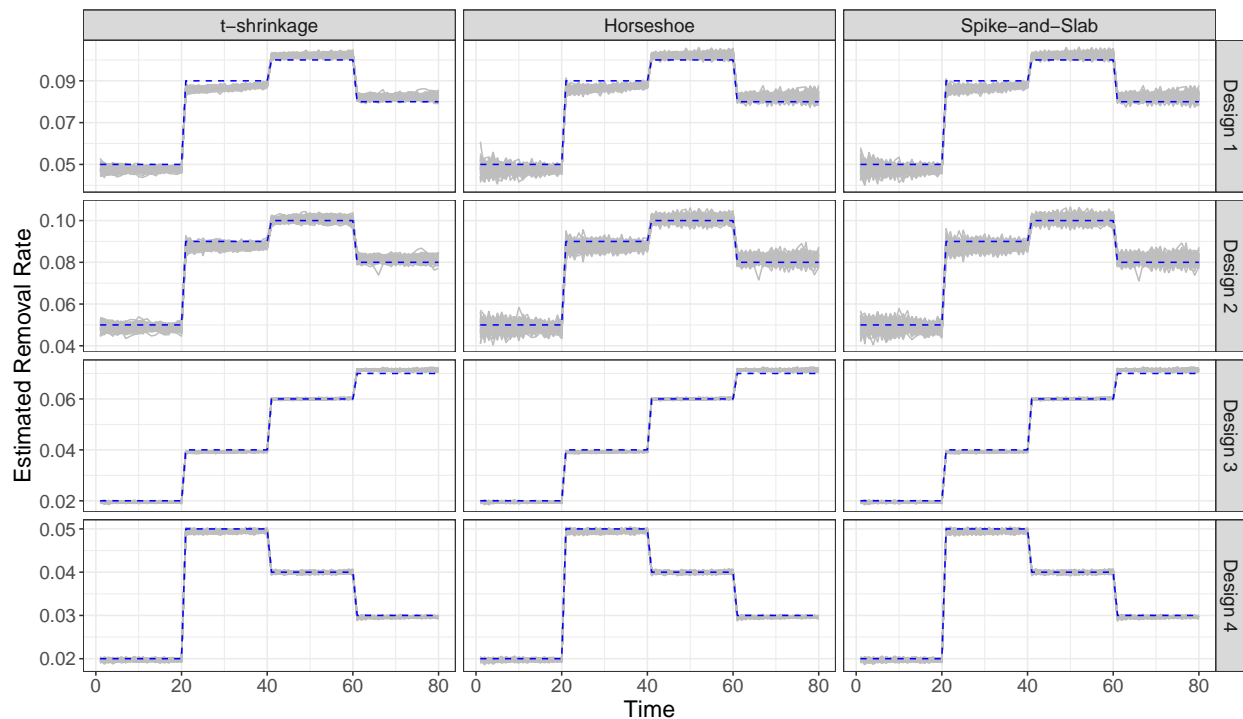 t−shrinkage Horseshoe Spike−and−Slab
Estimated Removal Rate
0.09
0.07
0.05
Design 1
0.10
0.08
0.06
0.04
Design 2
0.06
0.04
0.02
Design 3
0.05
0.04
0.03
0.02
Design 4
0 20 40 60 80 0 20 40 60 80 0 20 40 60 80
Time